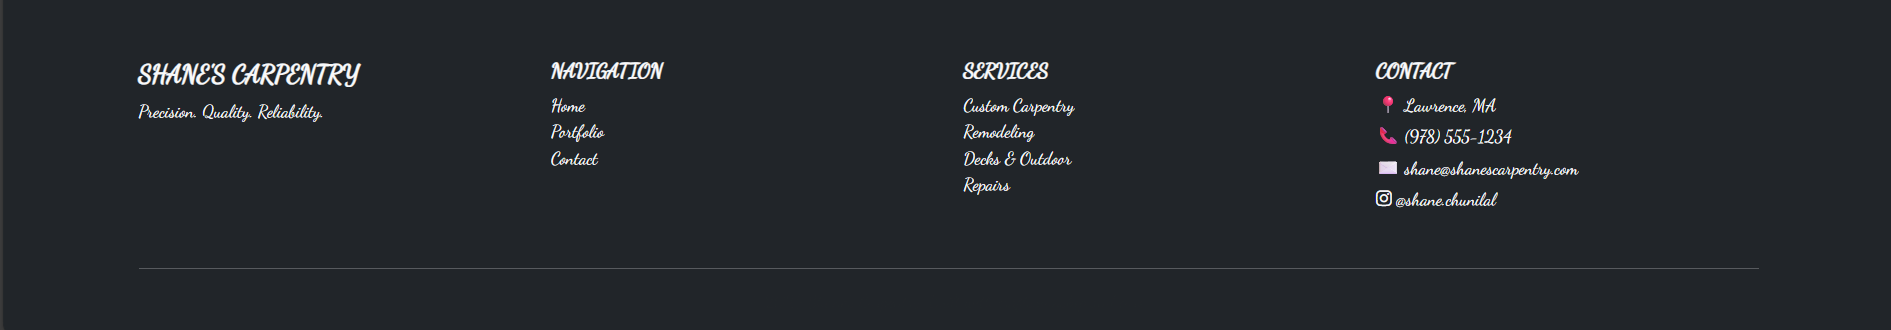 SHANE'S CARPENTRY
Precision. Quality. Reliability.
NAVIGATION
Home
Portfolio
Contact
SERVICES
Custom Carpentry
Remodeling
Decks & Outdoor
Repairs
CONTACT
Lawrence, MA
(978) 555-1234
shane@shanescarpentry.com
@shane.chunilal